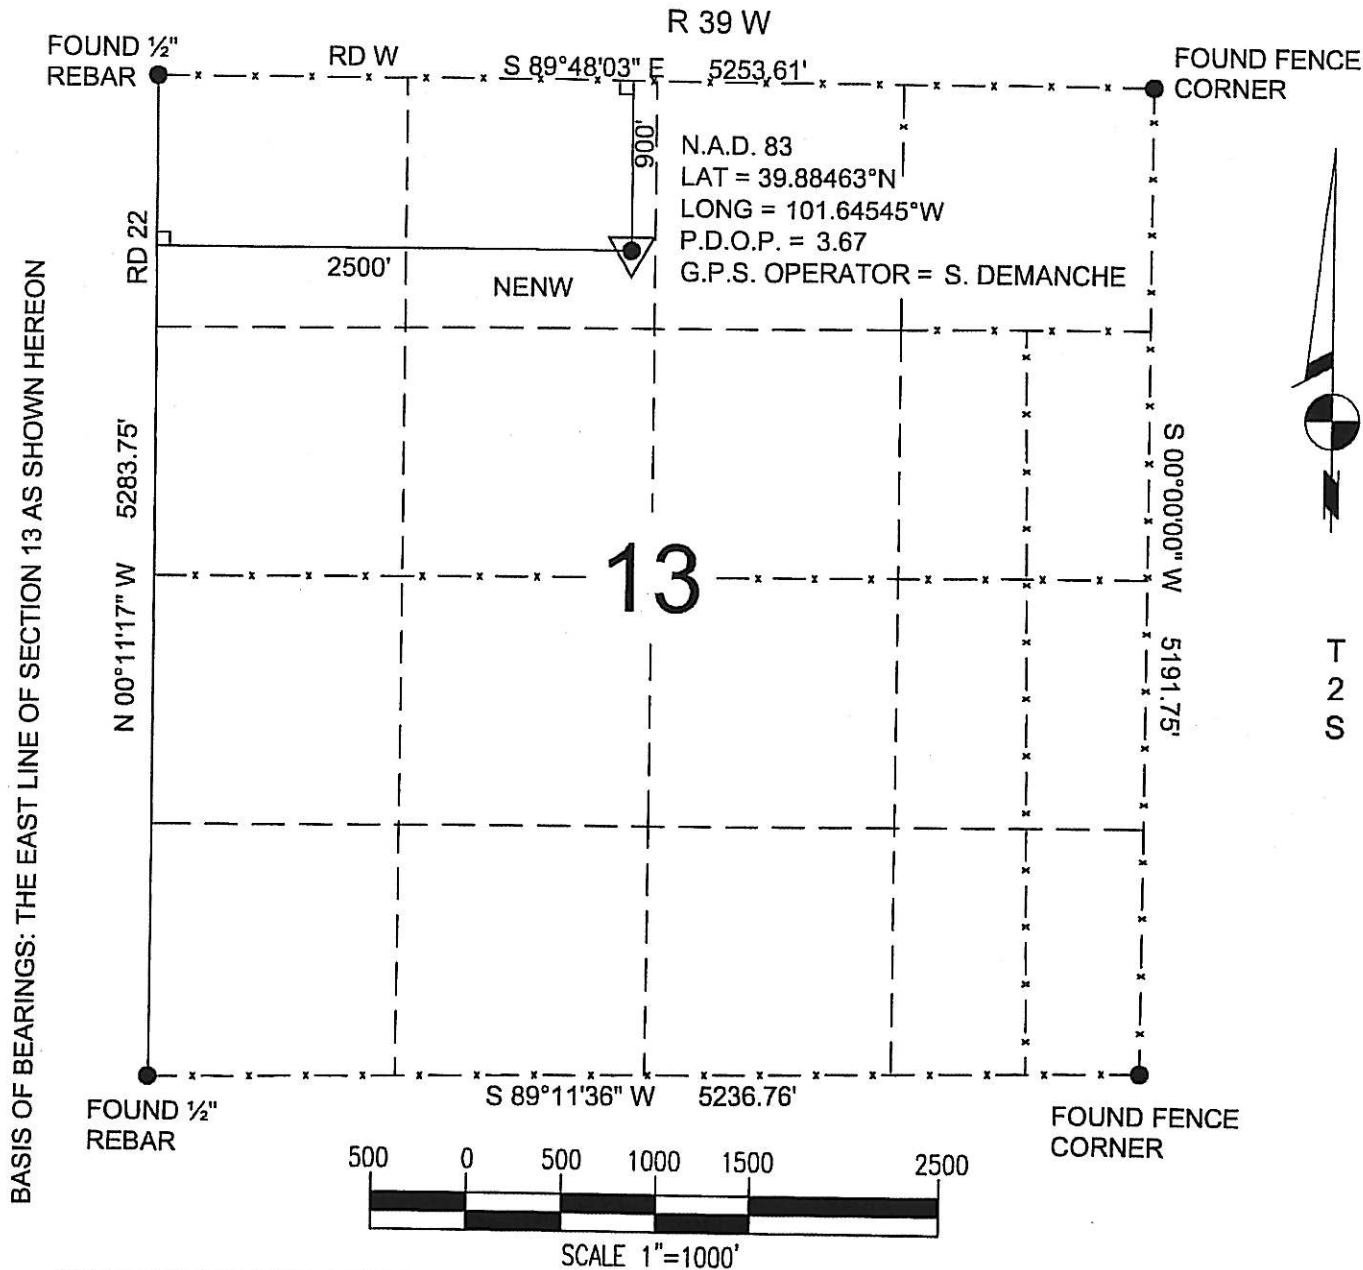 R 39 W
FOUND ½"
REBAR
RD W
S 89°48'03" E 5253.61'
FOUND FENCE
CORNER
900'
N.A.D. 83
LAT = 39.88463°N
LONG = 101.64545°W
P.D.O.P. = 3.67
G.P.S. OPERATOR = S. DEMANCHE
RD 22
2500'
NENW
BASIS OF BEARINGS: THE EAST LINE OF SECTION 13 AS SHOWN HEREON
N 00°11'17" W 5283.75'
13
S 00°00'00" W 5191.75'
T
2
S
N
S 89°11'36" W 5236.76'
FOUND ½"
REBAR
FOUND FENCE
CORNER
500 0 500 1000 1500 2500
SCALE 1"=1000'